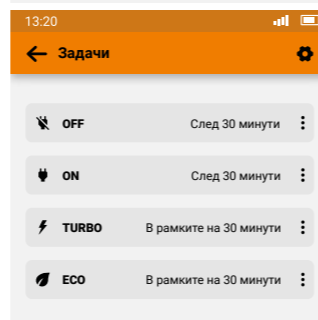 13:20
Задачи
OFF След 30 минути
ON След 30 минути
TURBO В рамките на 30 минути
ECO В рамките на 30 минути